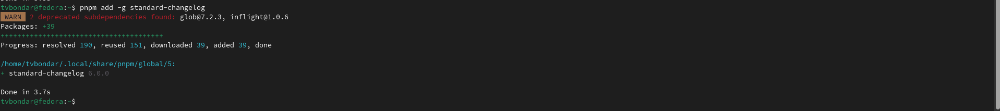 tvbondar@fedora:~$ pnpm add -g standard-changelog
WARN 2 deprecated subdependencies found: glob@7.2.3, inflight@1.0.6
Packages: +39
+++++++++++++++++++++++++++++++++++++++
Progress: resolved 190, reused 151, downloaded 39, added 39, done
/home/tvbondar/.local/share/pnpm/global/5:
+ standard-changelog 6.0.0
Done in 3.7s
tvbondar@fedora:~$